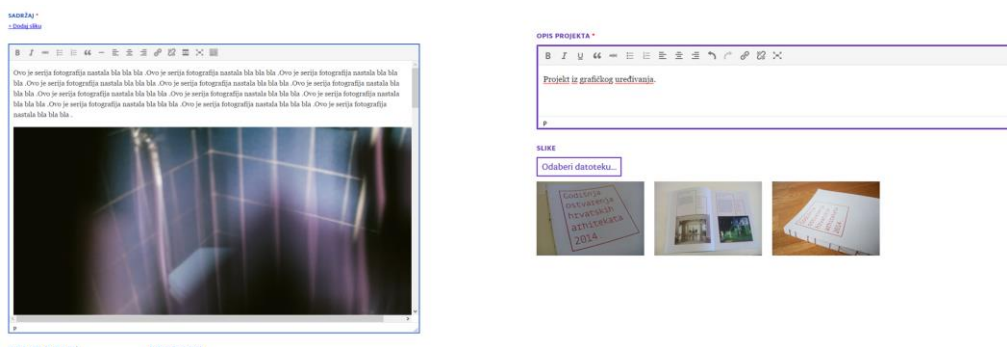 SADRŽAJ *
+ Dodaj sliku
Ovo je serija fotografija nastala bla bla bla .Ovo je serija fotografija nastala bla bla bla .Ovo je serija fotografija nastala bla bla
bla .Ovo je serija fotografija nastala bla bla bla .Ovo je serija fotografija nastala bla bla bla .Ovo je serija fotografija nastala bla
bla bla .Ovo je serija fotografija nastala bla bla bla .Ovo je serija fotografija nastala bla bla bla .Ovo je serija fotografija nastala
bla bla bla .Ovo je serija fotografija nastala bla bla bla .Ovo je serija fotografija nastala bla bla bla .Ovo je serija fotografija
nastala bla bla bla .
P
OPIS PROJEKTA *
Projekt iz grafičkog uređivanja.
P
SLIKE
Odaberi datoteku...
Godišnja
ostvarenja
hrvatskih
arhitekata
2014